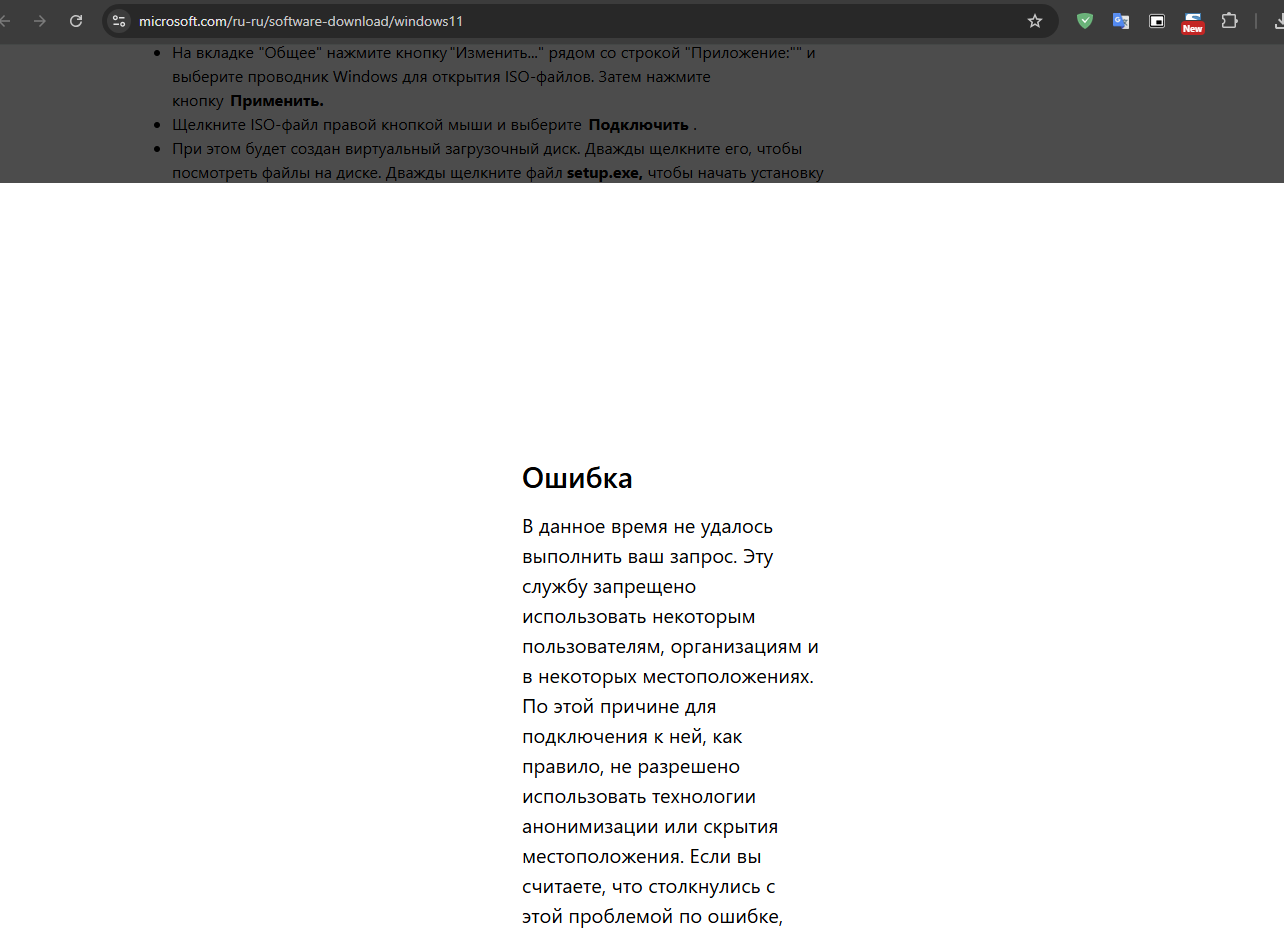 microsoft.com/ru-ru/software-download/windows11
New
На вкладке "Общее" нажмите кнопку "Изменить..." рядом со строкой "Приложение:"" и
выберите проводник Windows для открытия ISO-файлов. Затем нажмите
кнопку Применить.
Щелкните ISO-файл правой кнопкой мыши и выберите Подключить .
При этом будет создан виртуальный загрузочный диск. Дважды щелкните его, чтобы
посмотреть файлы на диске. Дважды щелкните файл setup.exe, чтобы начать установку
Ошибка
В данное время не удалось
выполнить ваш запрос. Эту
службу запрещено
использовать некоторым
пользователям, организациям и
в некоторых местоположениях.
По этой причине для
подключения к ней, как
правило, не разрешено
использовать технологии
анонимизации или скрытия
местоположения. Если вы
считаете, что столкнулись с
этой проблемой по ошибке,